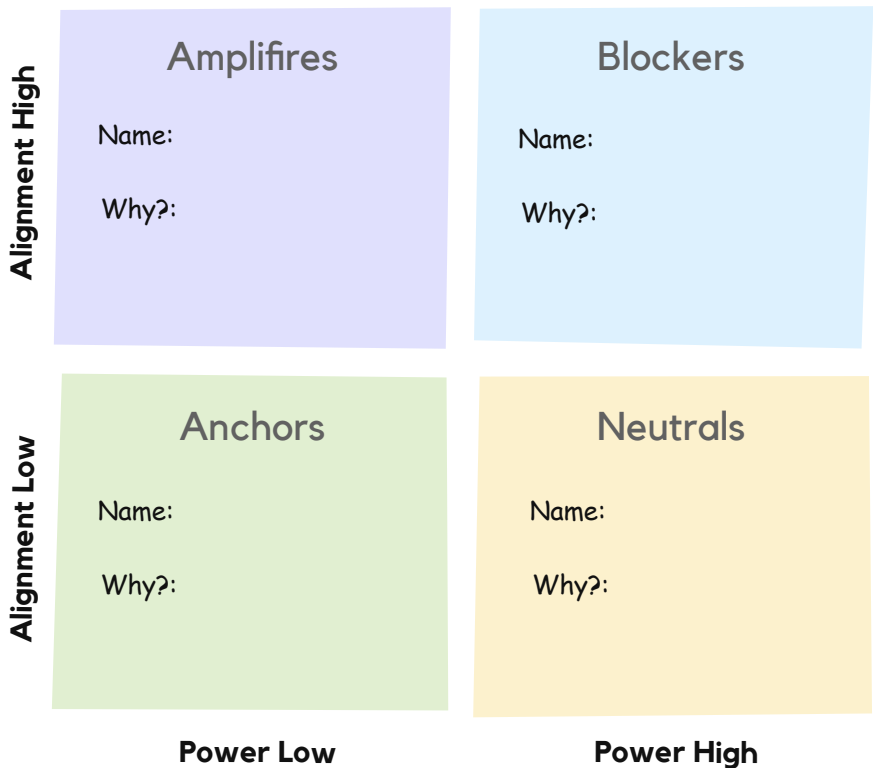 Alignment High
Amplifires
Name:
Why?:
Blockers
Name:
Why?:
Alignment Low
Anchors
Name:
Why?:
Neutrals
Name:
Why?:
Power Low
Power High